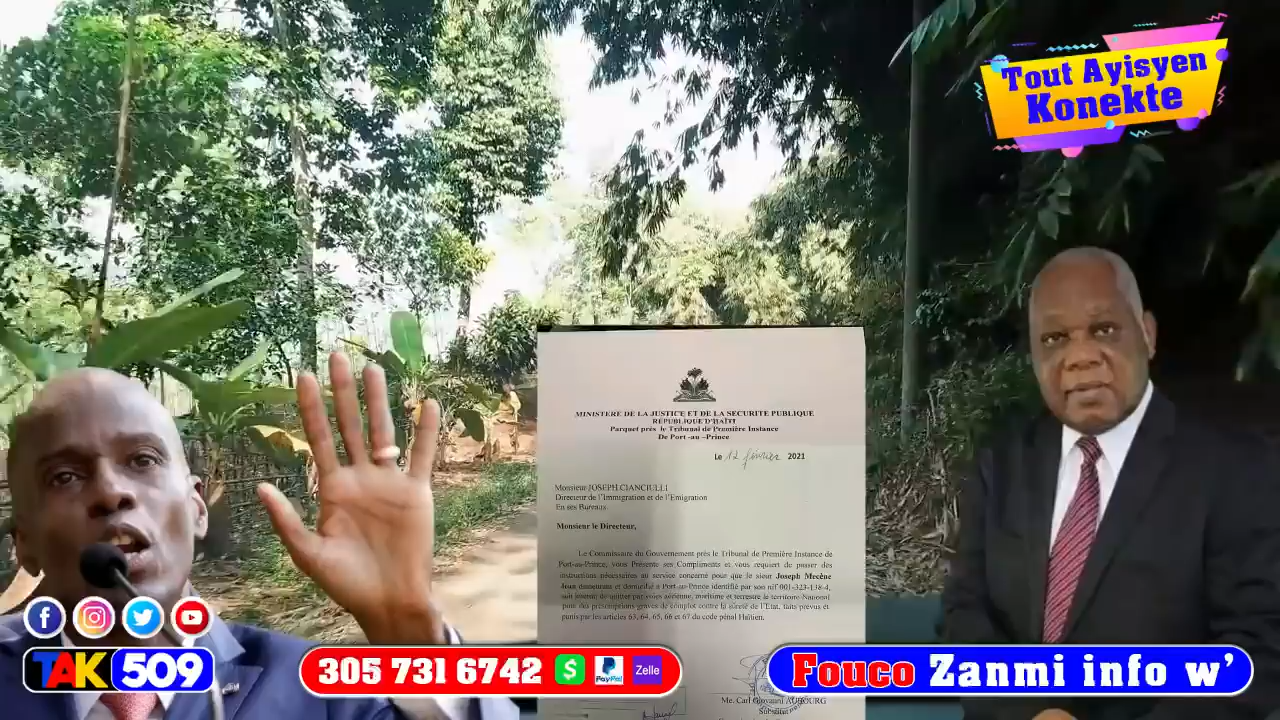 Tout Ayisyen
Konekte
MINISTERE DE LA JUSTICE ET DE LA SECURITE PUBLIQUE
REPUBLIQUE D'HAITI
Parquet près le Tribunal de Première Instance
De Port -au –Prince
Le 12 février 2021
Monsieur JOSEPH CIANCIULLI
Directeur de l'Immigration et de l'Emigration
En ses Bureaux
Monsieur le Directeur,
Le Commissaire du Gouvernement près le Tribunal de Première Instance de
Port-au-Prince, vous Présente ses Compliments et vous requiert de passer des
instructions nécessaires au service concerné pour que le sieur Joseph Mecène
Jean demeurant et domicilié à Port-au-Prince identifié par son nif 001-323-138-4,
soit interdit de quitter par voies aérienne, maritime et terrestre le territoire National
pour des présomptions graves de complot contre la sûreté de l'Etat, faits prévus et
punis par les articles 63, 64, 65, 66 et 67 du code pénal Haïtien.
Me. Carl Giovanni AUBOURG
Substitut
TAK 509
305 731 6742 $ PayPal Zelle
Fouco Zanmi info w'